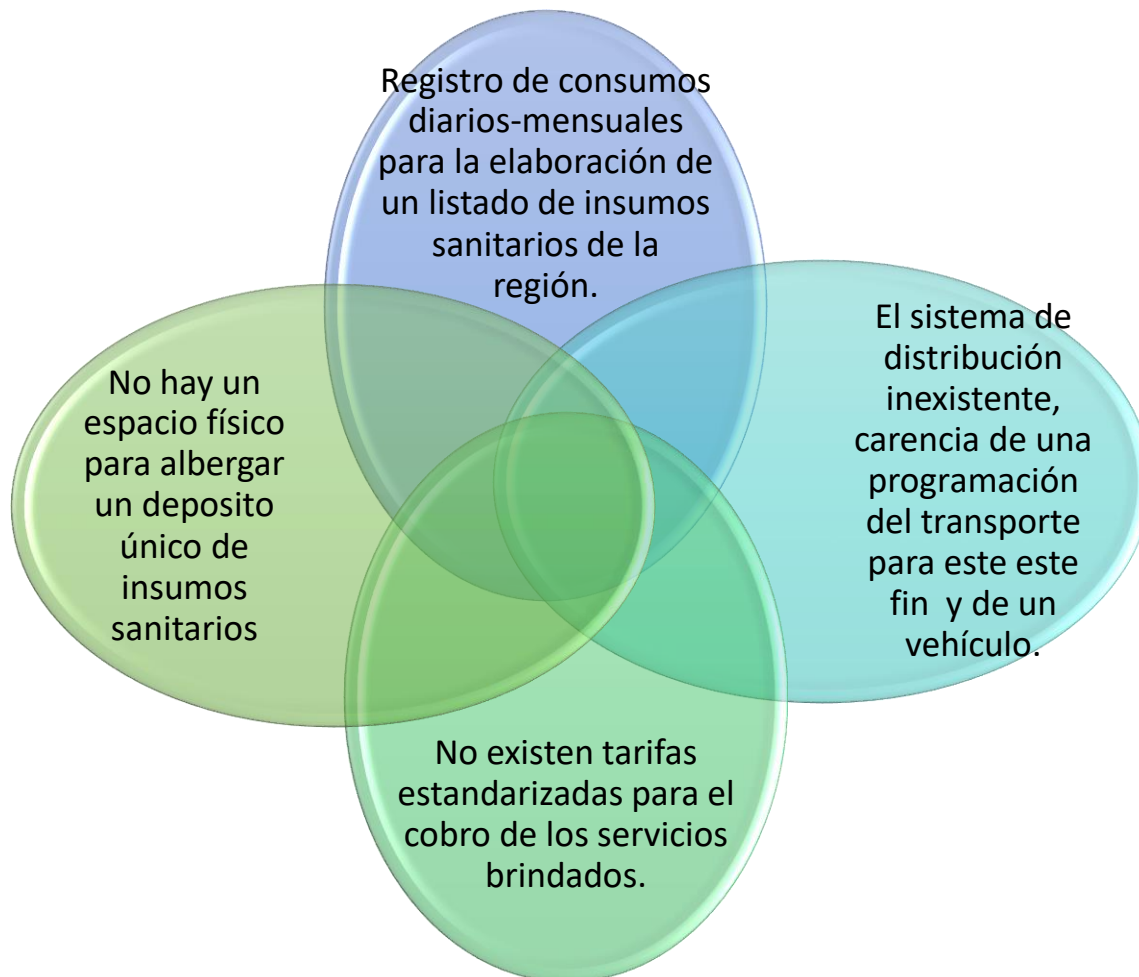 Registro de consumos
diarios-mensuales
para la elaboración de
un listado de insumos
sanitarios de la
región.
El sistema de
distribución
inexistente,
carencia de una
programación
del transporte
para este este
fin y de un
vehículo.
No existen tarifas
estandarizadas para el
cobro de los servicios
brindados.
No hay un
espacio físico
para albergar
un deposito
único de
insumos
sanitarios